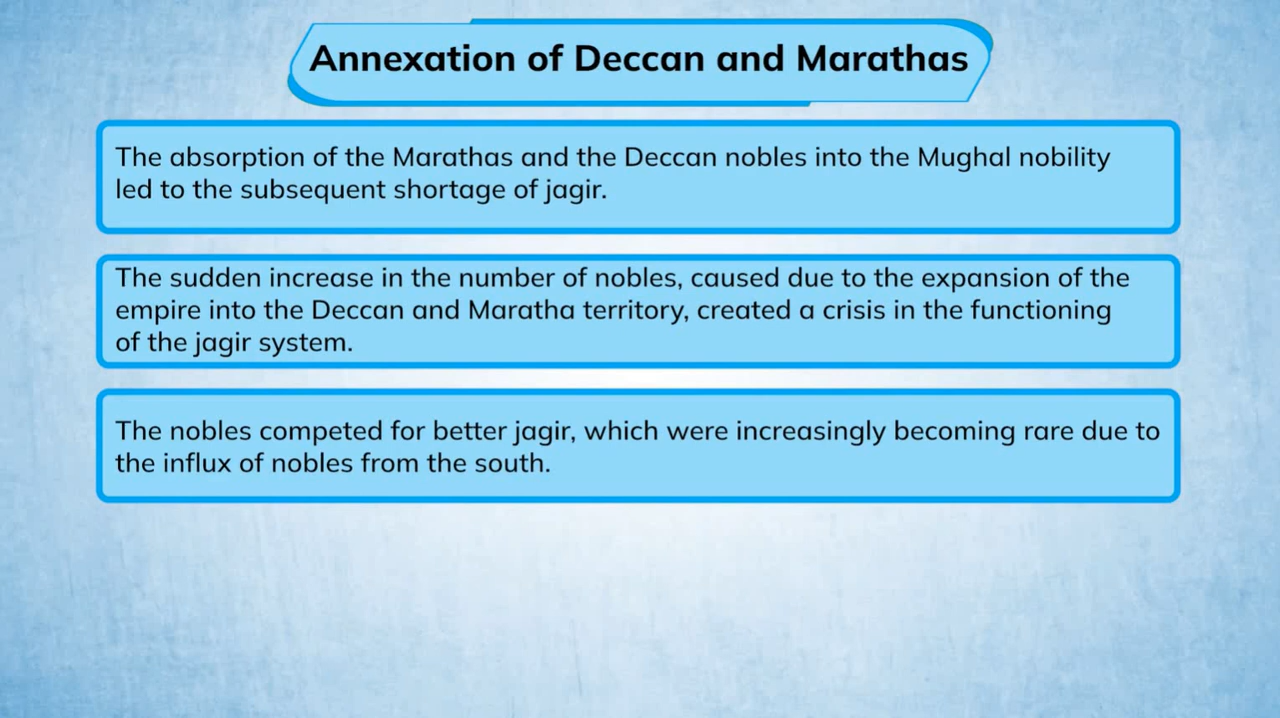 Annexation of Deccan and Marathas
The absorption of the Marathas and the Deccan nobles into the Mughal nobility
led to the subsequent shortage of jagir.
The sudden increase in the number of nobles, caused due to the expansion of the
empire into the Deccan and Maratha territory, created a crisis in the functioning
of the jagir system.
The nobles competed for better jagir, which were increasingly becoming rare due to
the influx of nobles from the south.